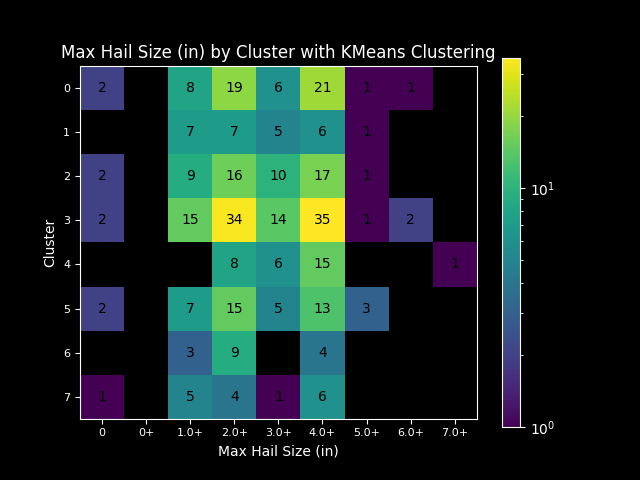 Max Hail Size (in) by Cluster with KMeans Clustering
0 2 8 19 6 21 1 1
1 7 7 5 6 1
2 2 9 16 10 17 1
3 2 15 34 14 35 1 2
4 8 6 15 1
5 2 7 15 5 13 3
6 3 9 4
7 1 5 4 1 6
0 0+ 1.0+ 2.0+ 3.0+ 4.0+ 5.0+ 6.0+ 7.0+
Max Hail Size (in)
Cluster
10¹
10⁰